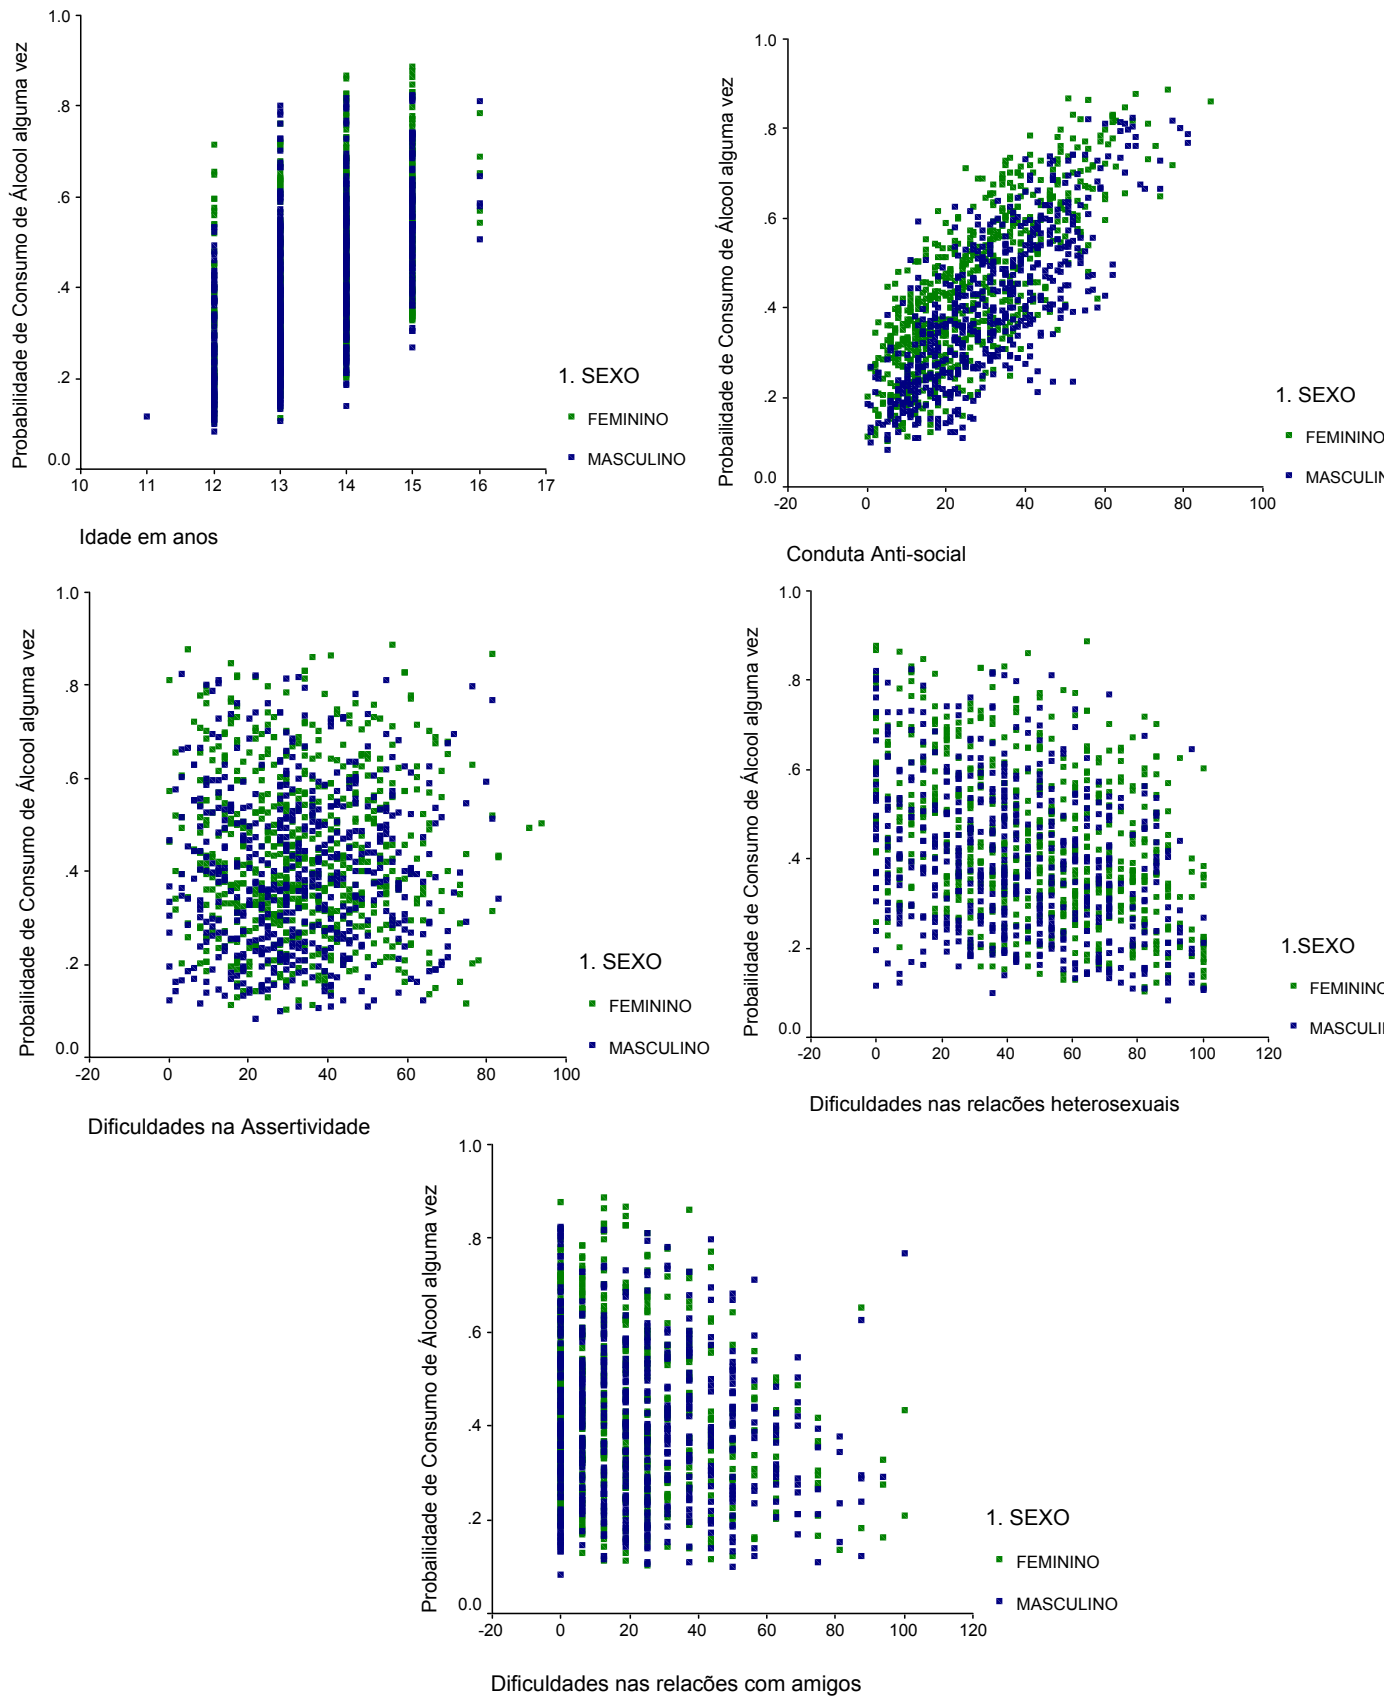 Probabilidade de Consumo de Álcool alguma vez
1.0
.8
.6
.4
.2
0.0
10 11 12 13 14 15 16 17
Idade em anos
1. SEXO
FEMININO
MASCULINO
Probailidade de Consumo de Álcool alguma vez
1.0
.8
.6
.4
.2
0.0
-20 0 20 40 60 80 100
Conduta Anti-social
1. SEXO
FEMININO
MASCULIN
Probailidade de Consumo de Álcool alguma vez
1.0
.8
.6
.4
.2
0.0
-20 0 20 40 60 80 100
Dificuldades na Assertividade
1. SEXO
FEMININO
MASCULINO
Probailidade de Consumo de Álcool alguma vez
1.0
.8
.6
.4
.2
0.0
-20 0 20 40 60 80 100 120
Dificuldades nas relacões heterosexuais
1.SEXO
FEMININO
MASCULIN
Probailidade de Consumo de Álcool alguma vez
1.0
.8
.6
.4
.2
0.0
-20 0 20 40 60 80 100 120
Dificuldades nas relacões com amigos
1. SEXO
FEMININO
MASCULINO